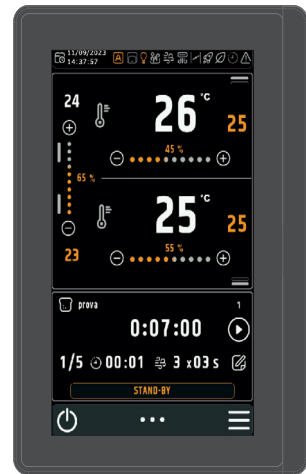 11/09/2023
14:37:57 A
24
26 °C 25
45 %
65 %
25 °C 25
55 %
23
prova 1
0:07:00
1/5 00:01 3 x03s
STAND-BY